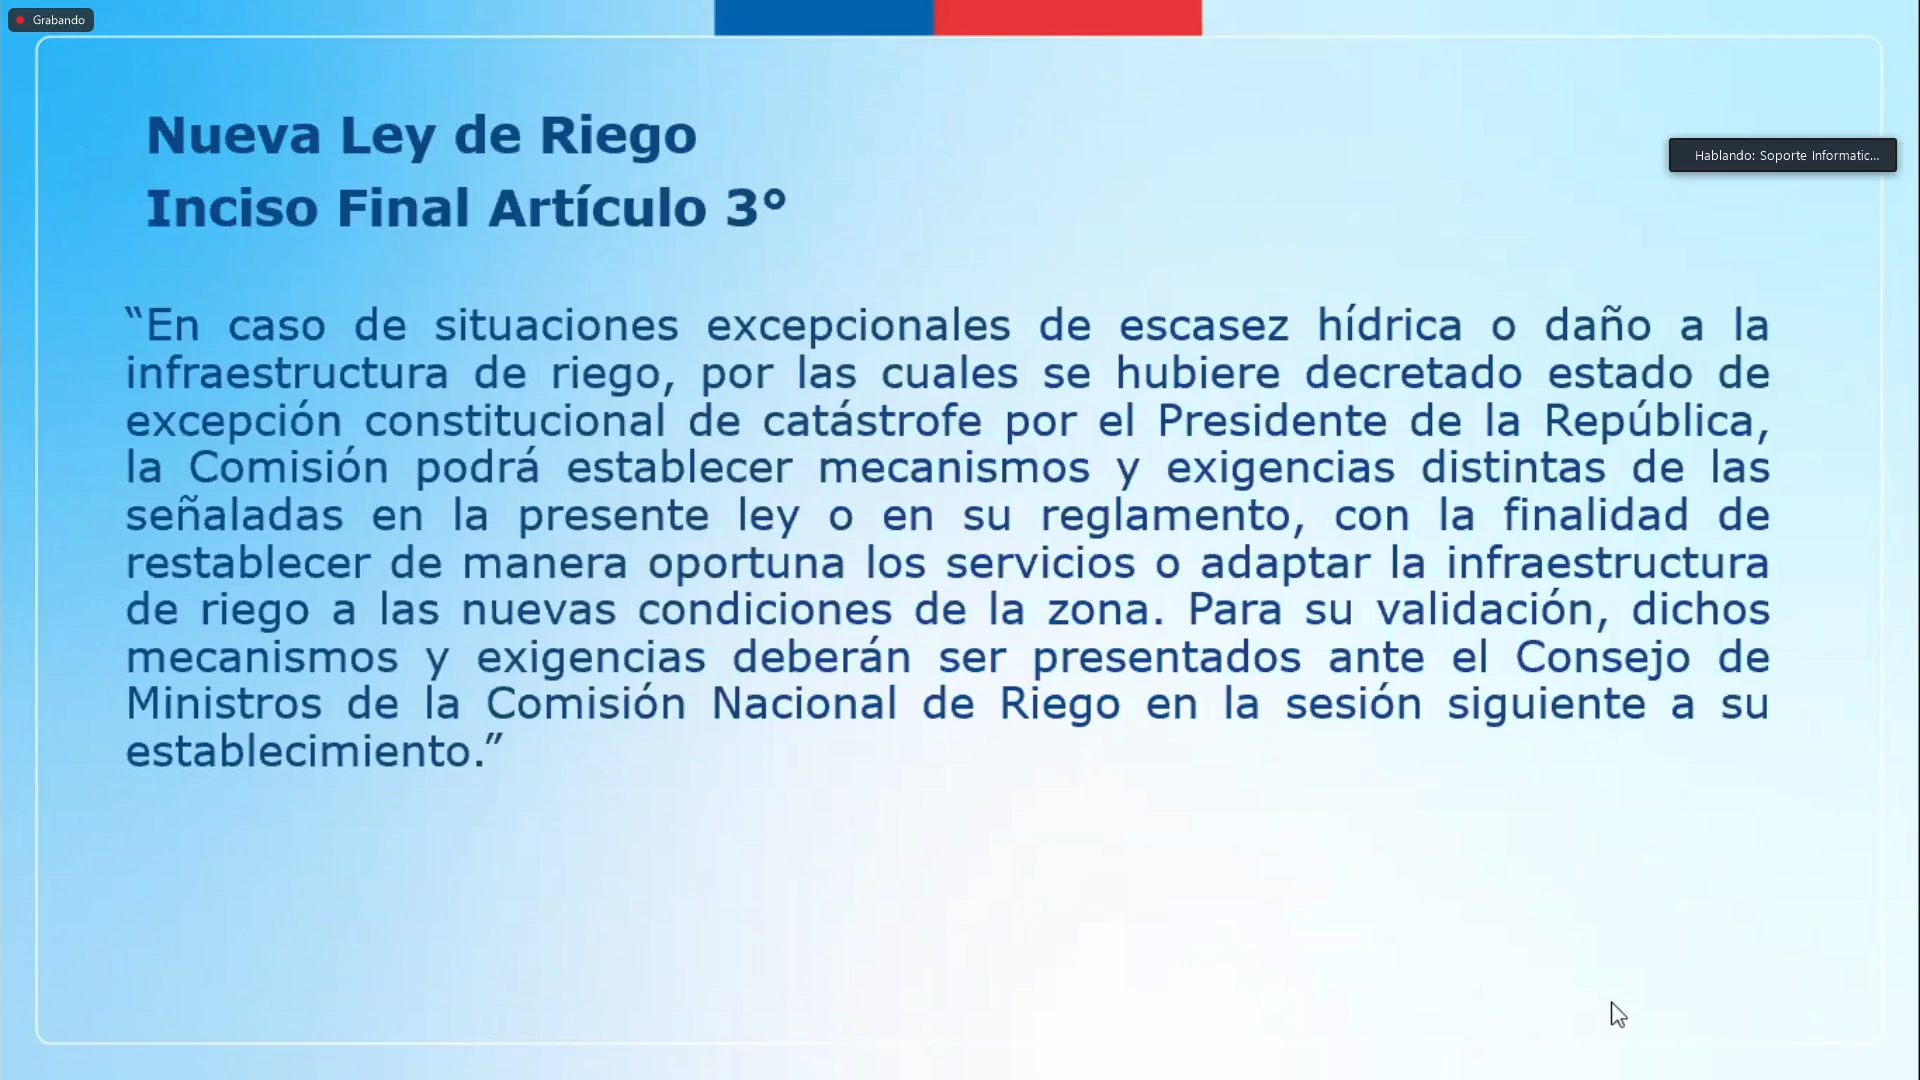 Grabando
Nueva Ley de Riego
Hablando: Soporte Informatic...
Inciso Final Artículo 3°
“En caso de situaciones excepcionales de escasez hídrica o daño a la
infraestructura de riego, por las cuales se hubiere decretado estado de
excepción constitucional de catástrofe por el Presidente de la República,
la Comisión podrá establecer mecanismos y exigencias distintas de las
señaladas en la presente ley o en su reglamento, con la finalidad de
restablecer de manera oportuna los servicios o adaptar la infraestructura
de riego a las nuevas condiciones de la zona. Para su validación, dichos
mecanismos y exigencias deberán ser presentados ante el Consejo de
Ministros de la Comisión Nacional de Riego en la sesión siguiente a su
establecimiento.”